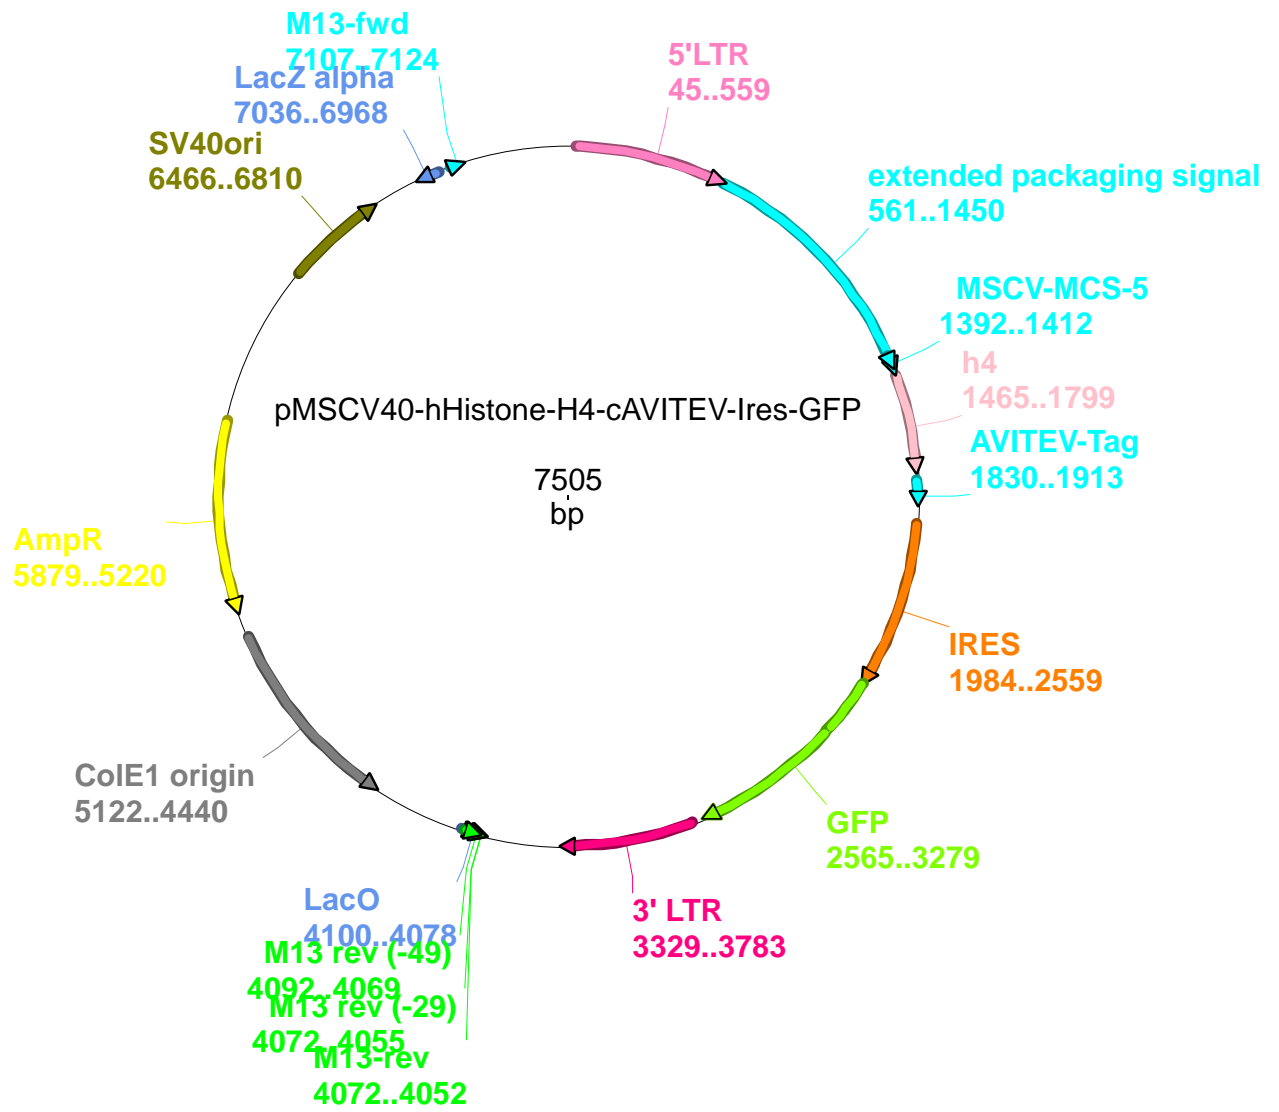 M13-fwd
7107..7124
LacZ alpha
7036..6968
SV40ori
6466..6810
5'LTR
45..559
extended packaging signal
561..1450
MSCV-MCS-5
1392..1412
h4
1465..1799
AVITEV-Tag
1830..1913
pMSCV40-hHistone-H4-cAVITEV-Ires-GFP
7505
bp
AmpR
5879..5220
IRES
1984..2559
ColE1 origin
5122..4440
GFP
2565..3279
LacO
4100..4078
3' LTR
3329..3783
M13 rev (-49)
4092..4069
M13 rev (-29)
4072..4055
M13-rev
4072..4052